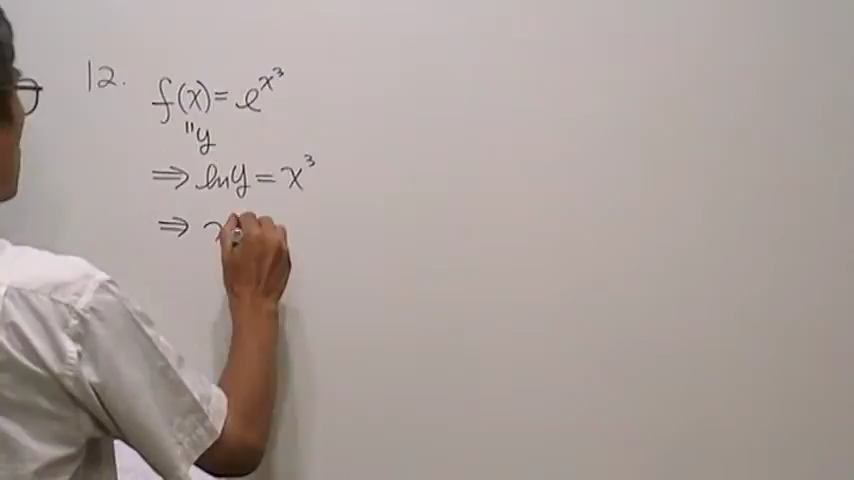 12. f(x) = e^{x^3}
"y
⇒ ln y = x^3
⇒ x